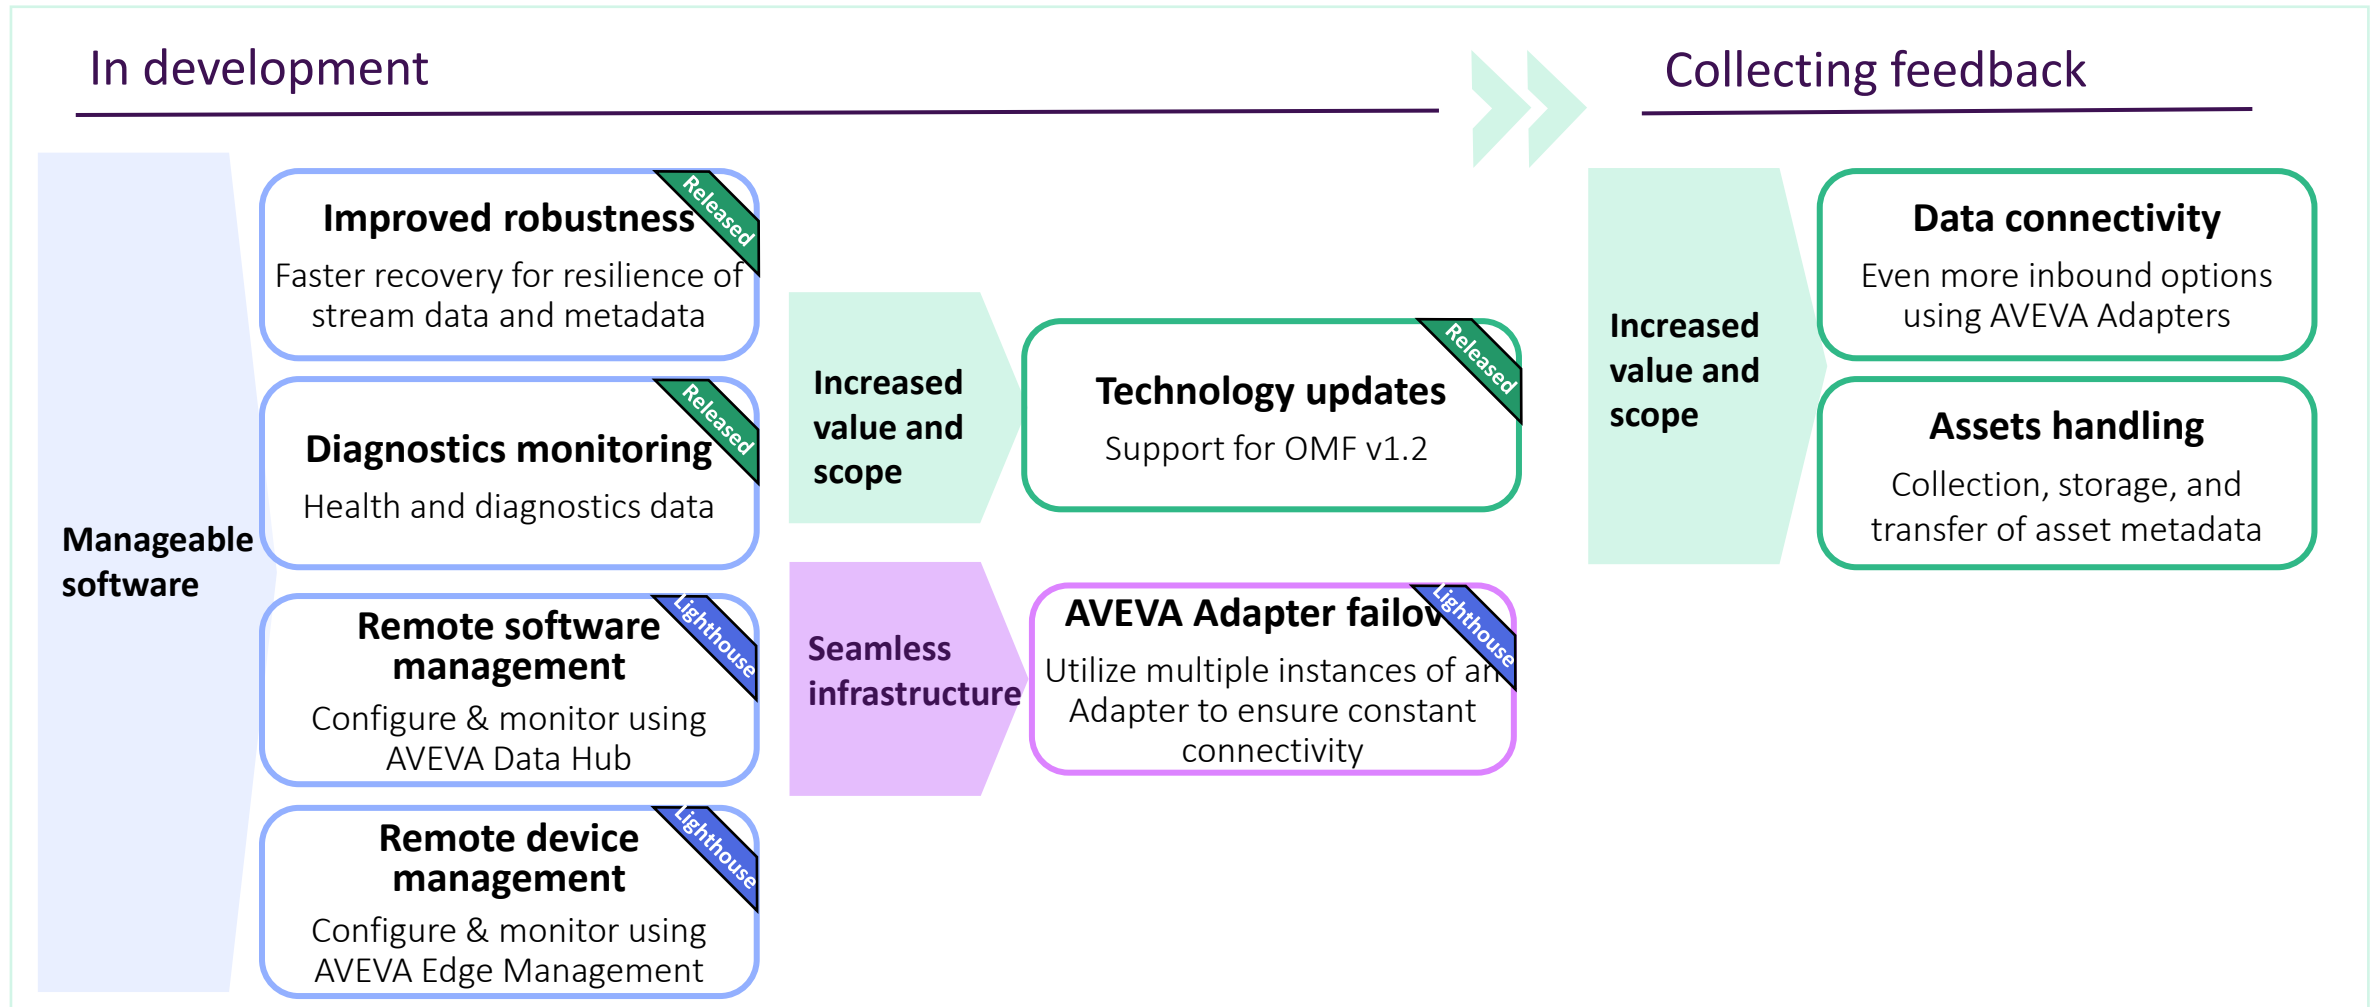 In development
Manageable
software
Improved robustness
Released
Faster recovery for resilience of
stream data and metadata
Diagnostics monitoring
Released
Health and diagnostics data
Remote software
management
Lighthouse
Configure & monitor using
AVEVA Data Hub
Remote device
management
Lighthouse
Configure & monitor using
AVEVA Edge Management
Increased
value and
scope
Technology updates
Released
Support for OMF v1.2
Seamless
infrastructure
AVEVA Adapter failov
Lighthouse
Utilize multiple instances of an
Adapter to ensure constant
connectivity
Collecting feedback
Increased
value and
scope
Data connectivity
Even more inbound options
using AVEVA Adapters
Assets handling
Collection, storage, and
transfer of asset metadata